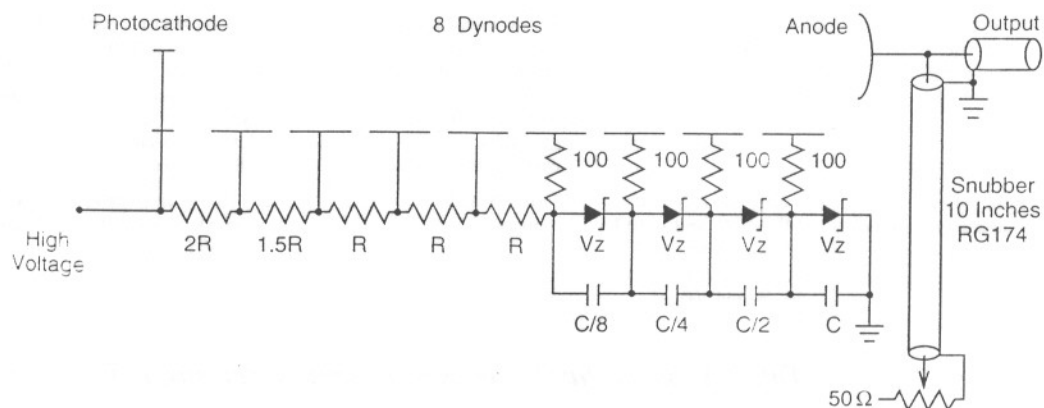 Photocathode
8 Dynodes
Anode
Output
100
100
100
100
High
Voltage
2R
1.5R
R
R
R
Vz
Vz
Vz
Vz
C/8
C/4
C/2
C
Snubber
10 Inches
RG174
50Ω